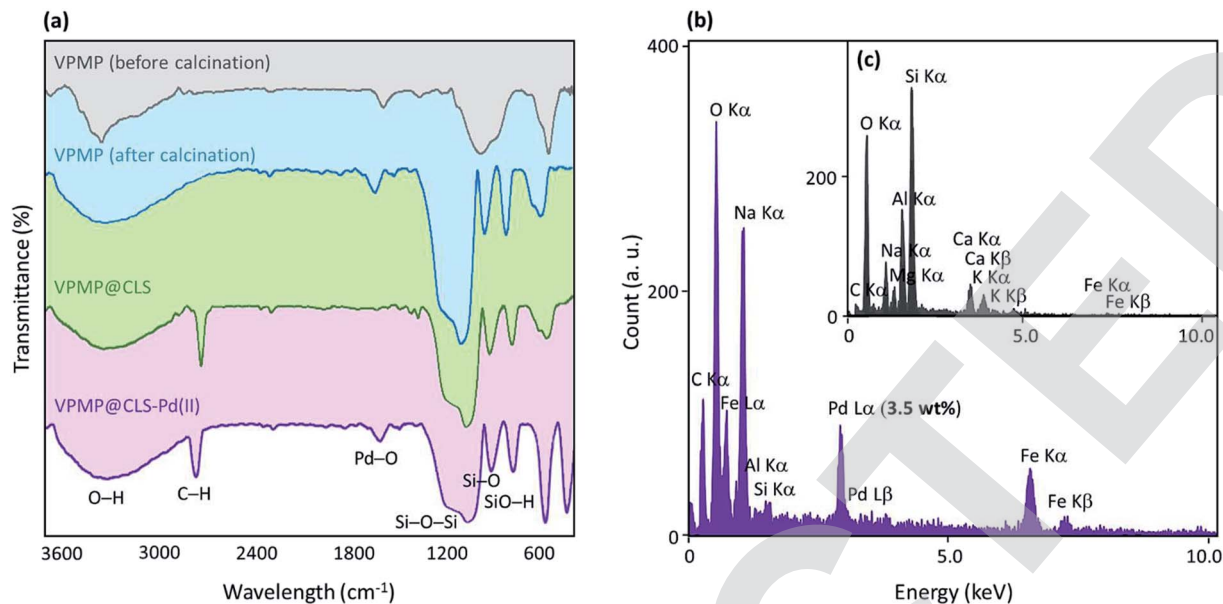 (a)
VPMP (before calcination)
VPMP (after calcination)
VPMP@CLS
VPMP@CLS-Pd(II)
O–H
C–H
Pd–O
Si–O–Si
Si–O
SiO–H
Transmittance (%)
3600 3000 2400 1800 1200 600
Wavelength (cm-1)
(b)
400
200
0
Count (a. u.)
C Kα
O Kα
Fe Lα
Na Kα
Al Kα
Si Kα
Pd Lα (3.5 wt%)
Pd Lβ
Fe Kα
Fe Kβ
0 5.0 10.0
Energy (keV)
(c)
200
0
C Kα
O Kα
Na Kα
Mg Kα
Al Kα
Si Kα
Ca Kα
Ca Kβ
K Kα
K Kβ
Fe Kα
Fe Kβ
0 5.0 10.0